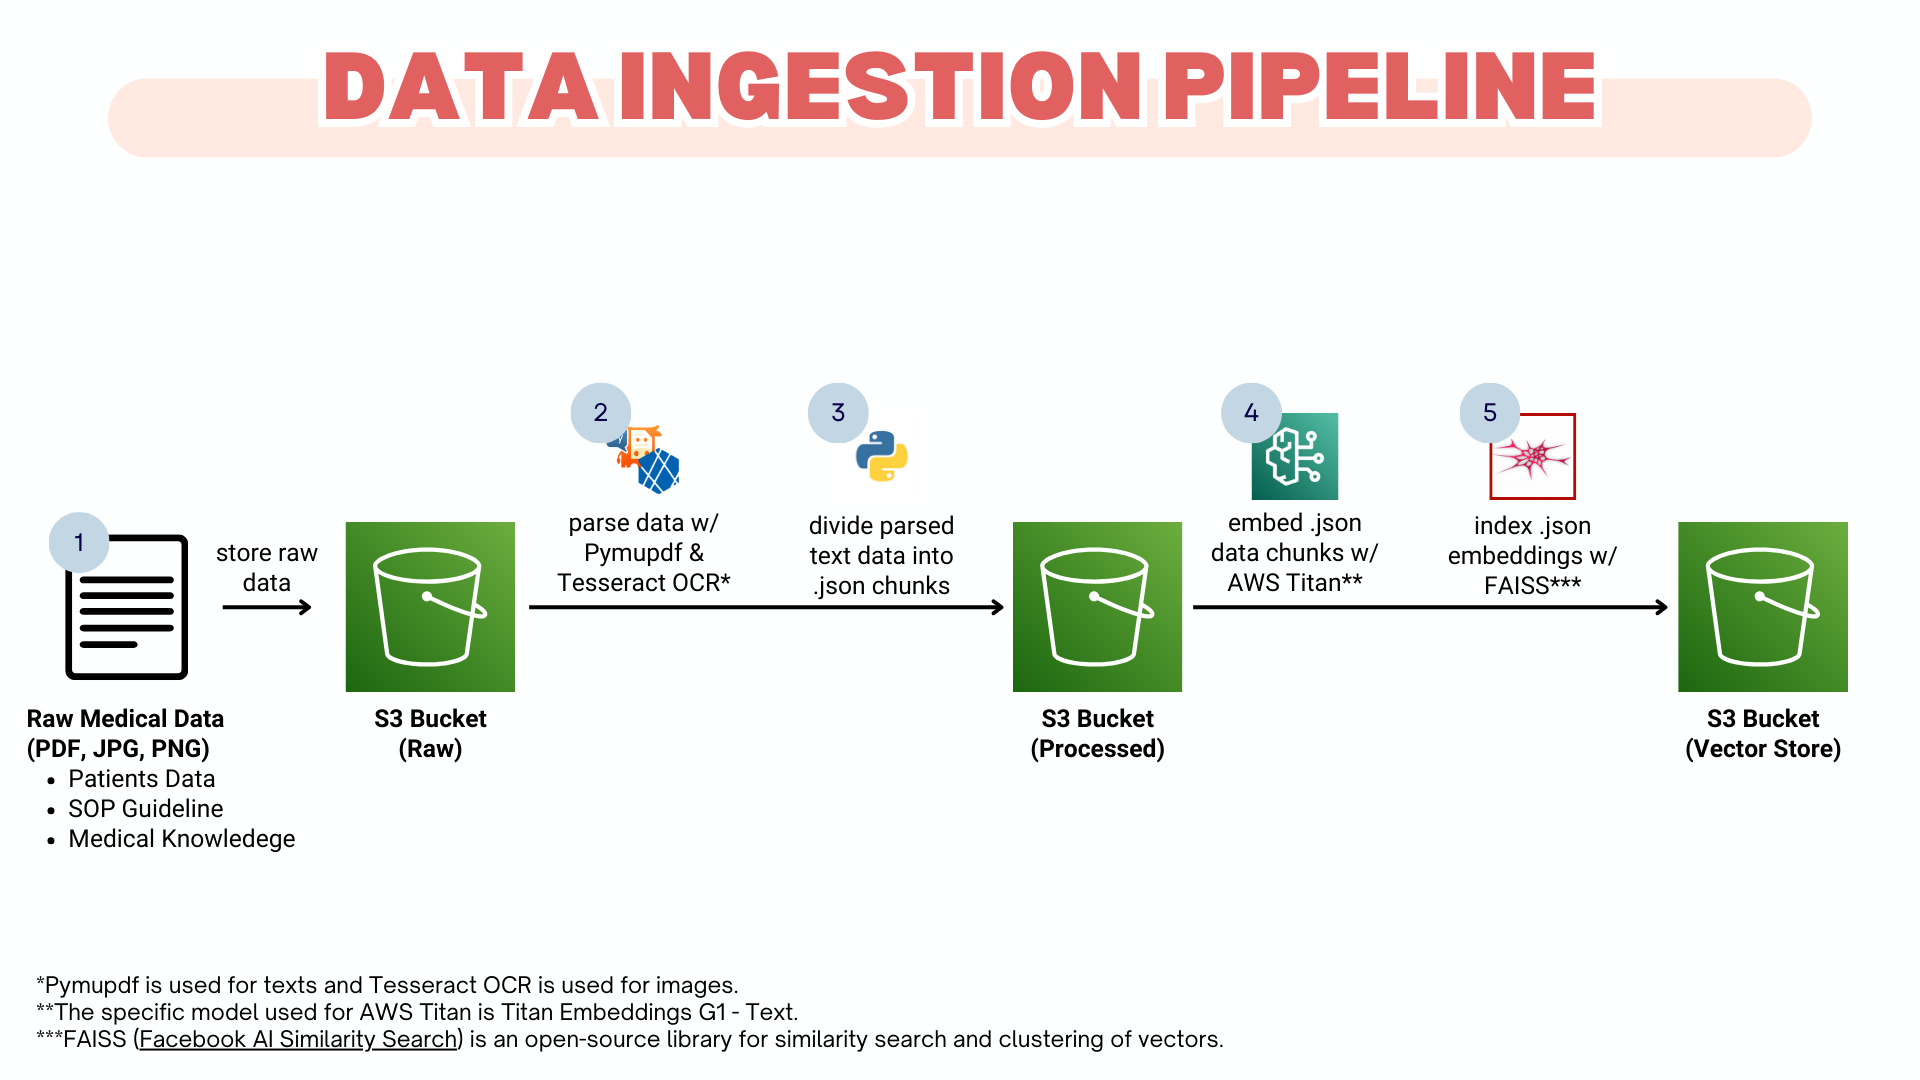 DATA INGESTION PIPELINE
1
store raw
data
Raw Medical Data
(PDF, JPG, PNG)
• Patients Data
• SOP Guideline
• Medical Knowledege
S3 Bucket
(Raw)
2
parse data w/
Pymupdf &
Tesseract OCR*
3
divide parsed
text data into
.json chunks
S3 Bucket
(Processed)
4
embed .json
data chunks w/
AWS Titan**
5
index .json
embeddings w/
FAISS***
S3 Bucket
(Vector Store)
*Pymupdf is used for texts and Tesseract OCR is used for images.
**The specific model used for AWS Titan is Titan Embeddings G1 - Text.
***FAISS (Facebook AI Similarity Search) is an open-source library for similarity search and clustering of vectors.